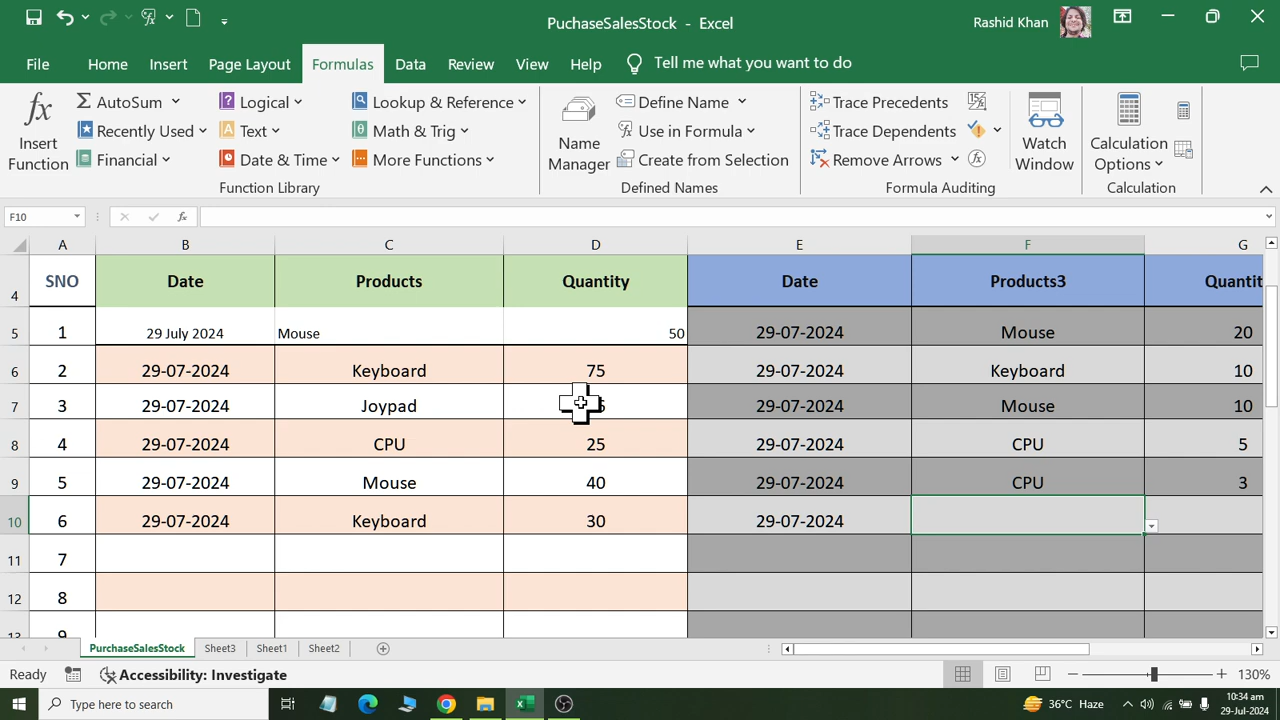 PuchaseSalesStock - Excel
Rashid Khan
File Home Insert Page Layout Formulas Data Review View Help Tell me what you want to do
Insert Function
AutoSum
Recently Used
Financial
Logical
Text
Date & Time
Lookup & Reference
Math & Trig
More Functions
Function Library
Name Manager
Define Name
Use in Formula
Create from Selection
Defined Names
Trace Precedents
Trace Dependents
Remove Arrows
Formula Auditing
Watch Window
Calculation Options
Calculation
F10 fx
A B C D E F G
4 SNO Date Products Quantity Date Products3 Quantit
5 1 29 July 2024 Mouse 50 29-07-2024 Mouse 20
6 2 29-07-2024 Keyboard 75 29-07-2024 Keyboard 10
7 3 29-07-2024 Joypad 29-07-2024 Mouse 10
8 4 29-07-2024 CPU 25 29-07-2024 CPU 5
9 5 29-07-2024 Mouse 40 29-07-2024 CPU 3
10 6 29-07-2024 Keyboard 30 29-07-2024
11 7
12 8
13 9
PurchaseSalesStock Sheet3 Sheet1 Sheet2
Ready Accessibility: Investigate 130%
Type here to search
36°C Haze
10:34 am
29-Jul-2024